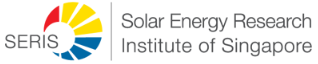 SERIS
Solar Energy Research
Institute of Singapore